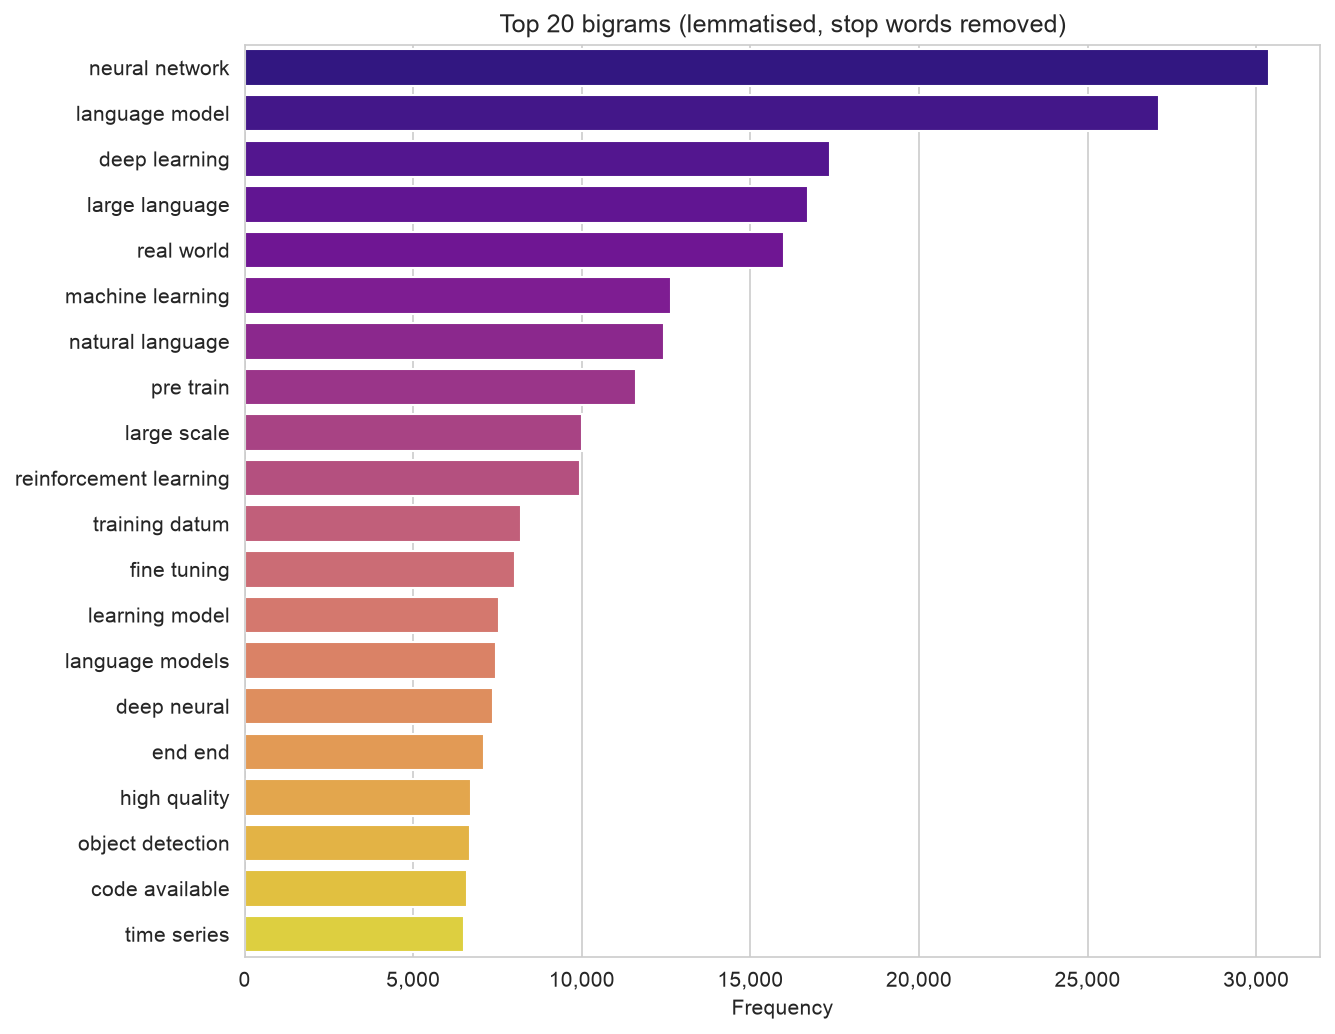 Top 20 bigrams (lemmatised, stop words removed)
neural network
language model
deep learning
large language
real world
machine learning
natural language
pre train
large scale
reinforcement learning
training datum
fine tuning
learning model
language models
deep neural
end end
high quality
object detection
code available
time series
0 5,000 10,000 15,000 20,000 25,000 30,000
Frequency